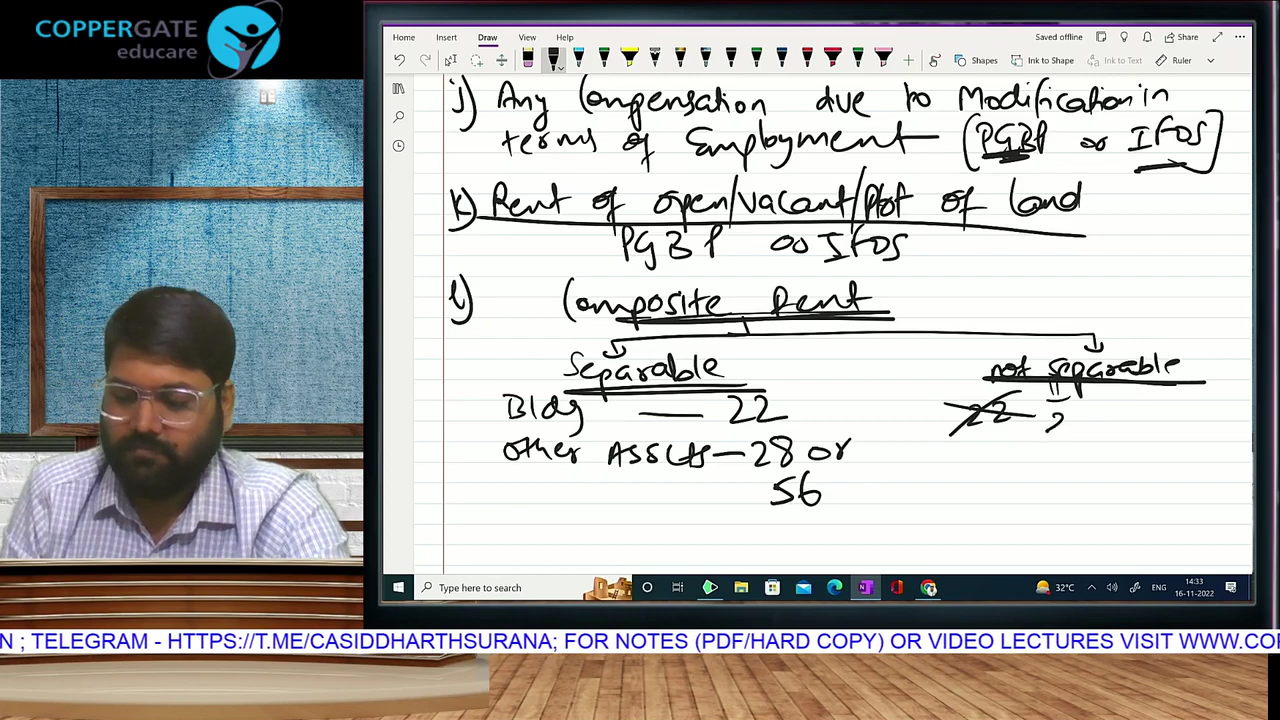 COPPERGATE
educare
Home Insert Draw View Help
Saved offline
Share
Shapes
Ink to Shape
Ink to Text
Ruler
j) Any Compensation due to Modification in
terms of Employment (PGBP or IFOS)
k) Rent of open/vacant/plot of land
PGBP or IFOS
l) Composite Rent
Separable
not separable
Bldg — 22
22
Other Assets — 28 or
56
Type here to search
32°C
ENG
14:33
16-11-2022
N ; TELEGRAM - HTTPS://T.ME/CASIDDHARTHSURANA; FOR NOTES (PDF/HARD COPY) OR VIDEO LECTURES VISIT WWW.COP